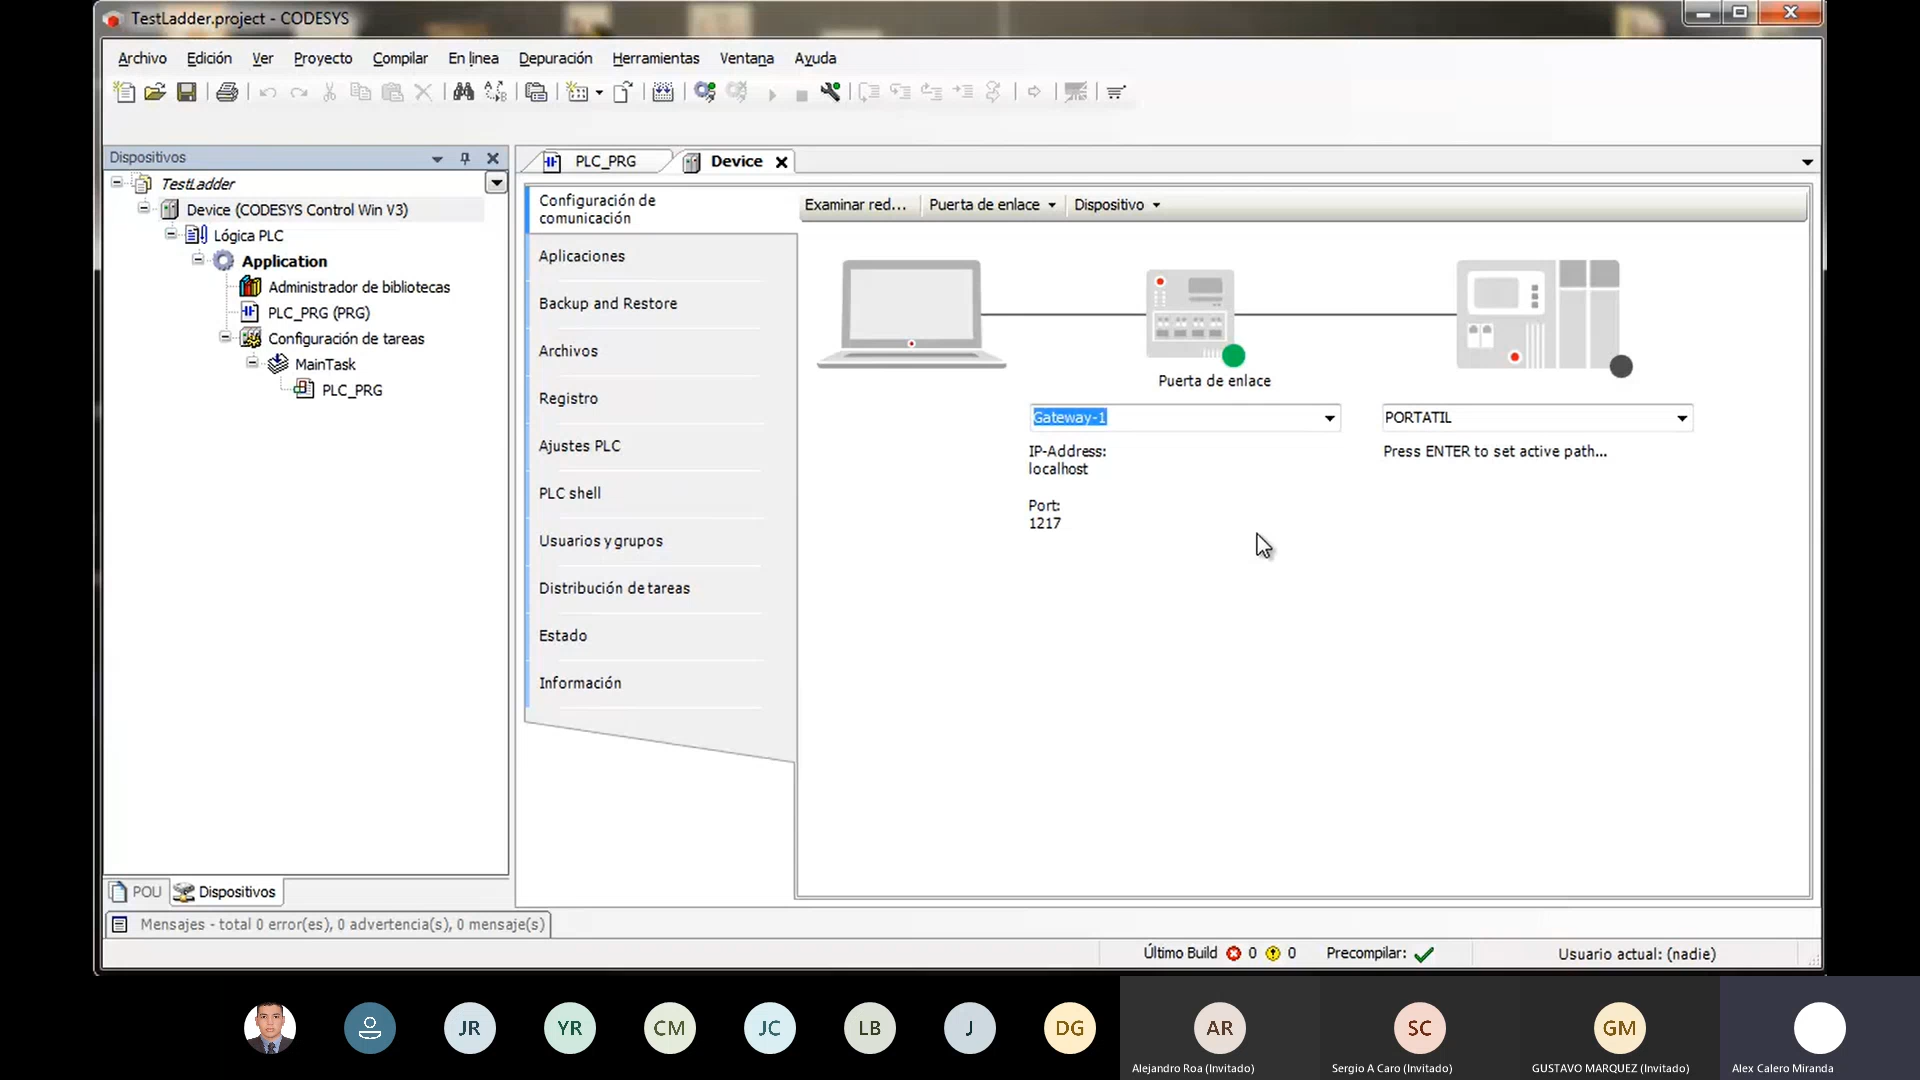 TestLadder.project - CODESYS
Archivo Edición Ver Proyecto Compilar En línea Depuración Herramientas Ventana Ayuda
Dispositivos
TestLadder
Device (CODESYS Control Win V3)
Lógica PLC
Application
Administrador de bibliotecas
PLC_PRG (PRG)
Configuración de tareas
MainTask
PLC_PRG
POU
Dispositivos
PLC_PRG
Device
Configuración de
comunicación
Aplicaciones
Backup and Restore
Archivos
Registro
Ajustes PLC
PLC shell
Usuarios y grupos
Distribución de tareas
Estado
Información
Examinar red... Puerta de enlace Dispositivo
Puerta de enlace
Gateway-1
IP-Address:
localhost
Port:
1217
PORTATIL
Press ENTER to set active path...
Mensajes - total 0 error(es), 0 advertencia(s), 0 mensaje(s)
Último Build 0 0 Precompilar: Usuario actual: (nadie)
JR YR CM JC LB J DG AR SC GM
Alejandro Roa (Invitado)
Sergio A Caro (Invitado)
GUSTAVO MARQUEZ (Invitado)
Alex Calero Miranda